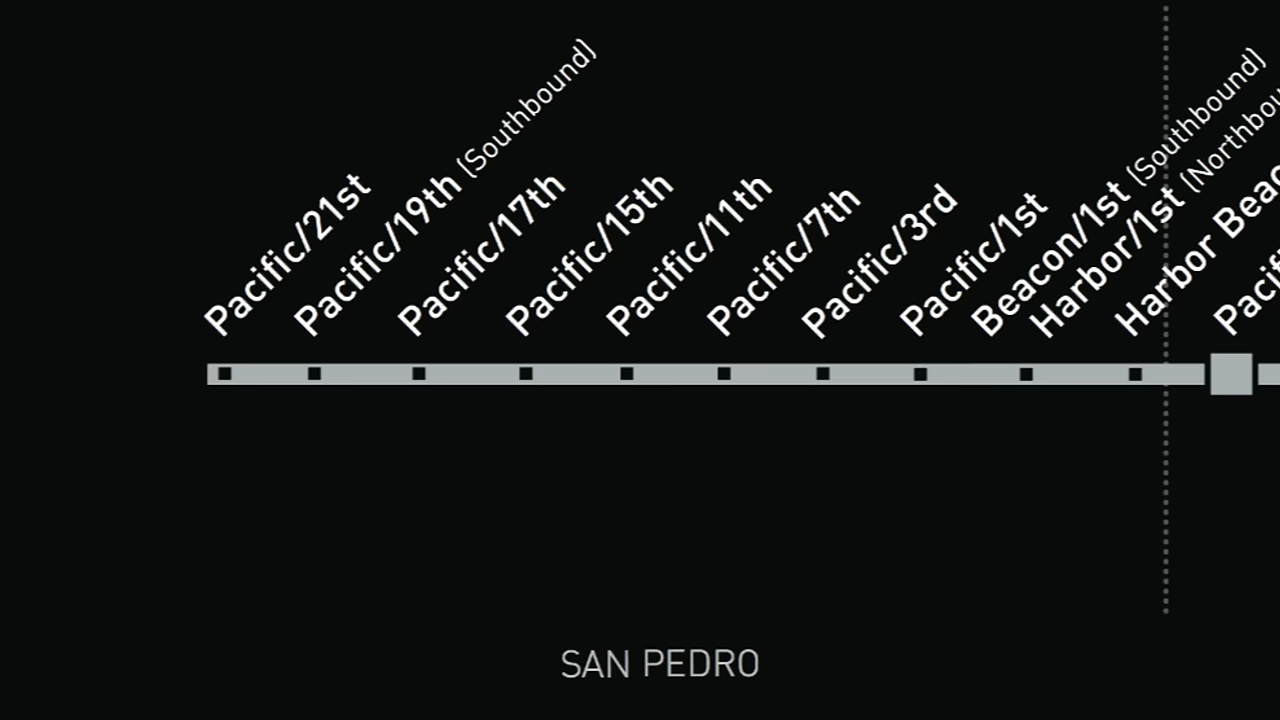 Pacific/21st
Pacific/19th (Southbound)
Pacific/17th
Pacific/15th
Pacific/11th
Pacific/7th
Pacific/3rd
Pacific/1st
Beacon/1st (Southbound)
Harbor/1st
Harbor
SAN PEDRO